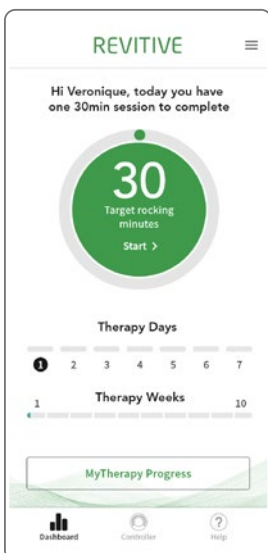 REVITIVE
Hi Veronique, today you have
one 30min session to complete
30
Target rocking
minutes
Start >
Therapy Days
1 2 3 4 5 6 7
Therapy Weeks
1 10
MyTherapy Progress
Dashboard Controller ? Help